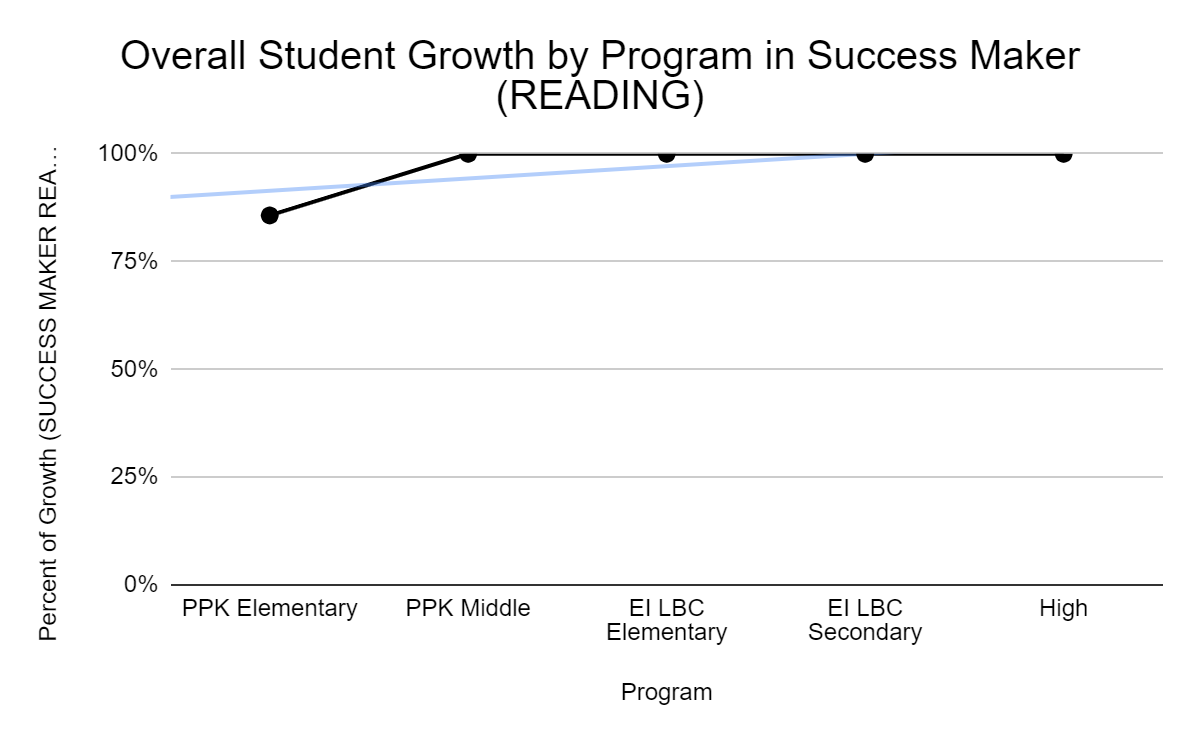 Overall Student Growth by Program in Success Maker
(READING)
Percent of Growth (SUCCESS MAKER REA…
100%
75%
50%
25%
0%
PPK Elementary
PPK Middle
EI LBC
Elementary
EI LBC
Secondary
High
Program